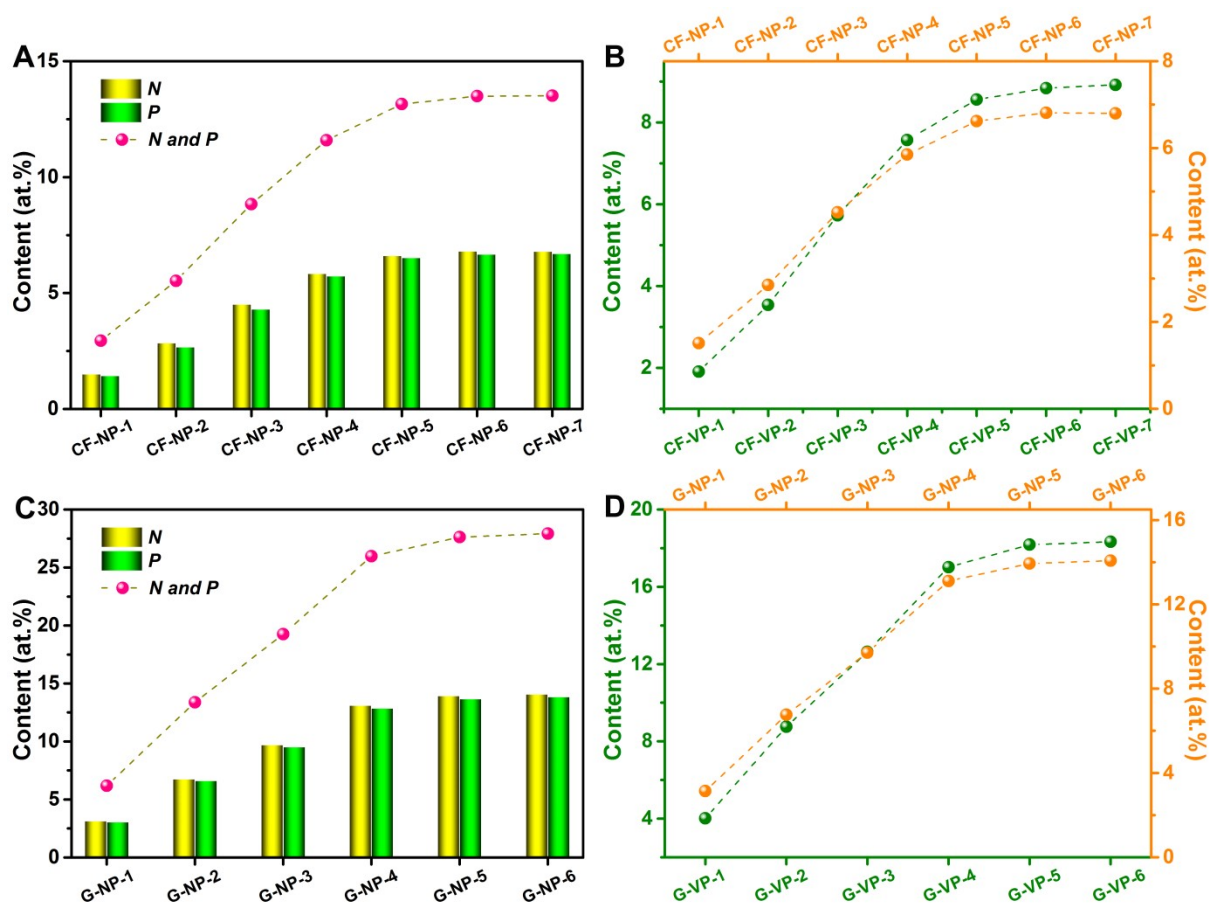 A
Content (at.%)
15
10
5
0
N
P
N and P
CF-NP-1
CF-NP-2
CF-NP-3
CF-NP-4
CF-NP-5
CF-NP-6
CF-NP-7
B
CF-NP-1
CF-NP-2
CF-NP-3
CF-NP-4
CF-NP-5
CF-NP-6
CF-NP-7
Content (at.%)
8
6
4
2
8
6
4
2
0
Content (at.%)
CF-VP-1
CF-VP-2
CF-VP-3
CF-VP-4
CF-VP-5
CF-VP-6
CF-VP-7
C
Content (at.%)
30
25
20
15
10
5
0
N
P
N and P
G-NP-1
G-NP-2
G-NP-3
G-NP-4
G-NP-5
G-NP-6
D
G-NP-1
G-NP-2
G-NP-3
G-NP-4
G-NP-5
G-NP-6
Content (at.%)
20
16
12
8
4
16
12
8
4
0
Content (at.%)
G-VP-1
G-VP-2
G-VP-3
G-VP-4
G-VP-5
G-VP-6